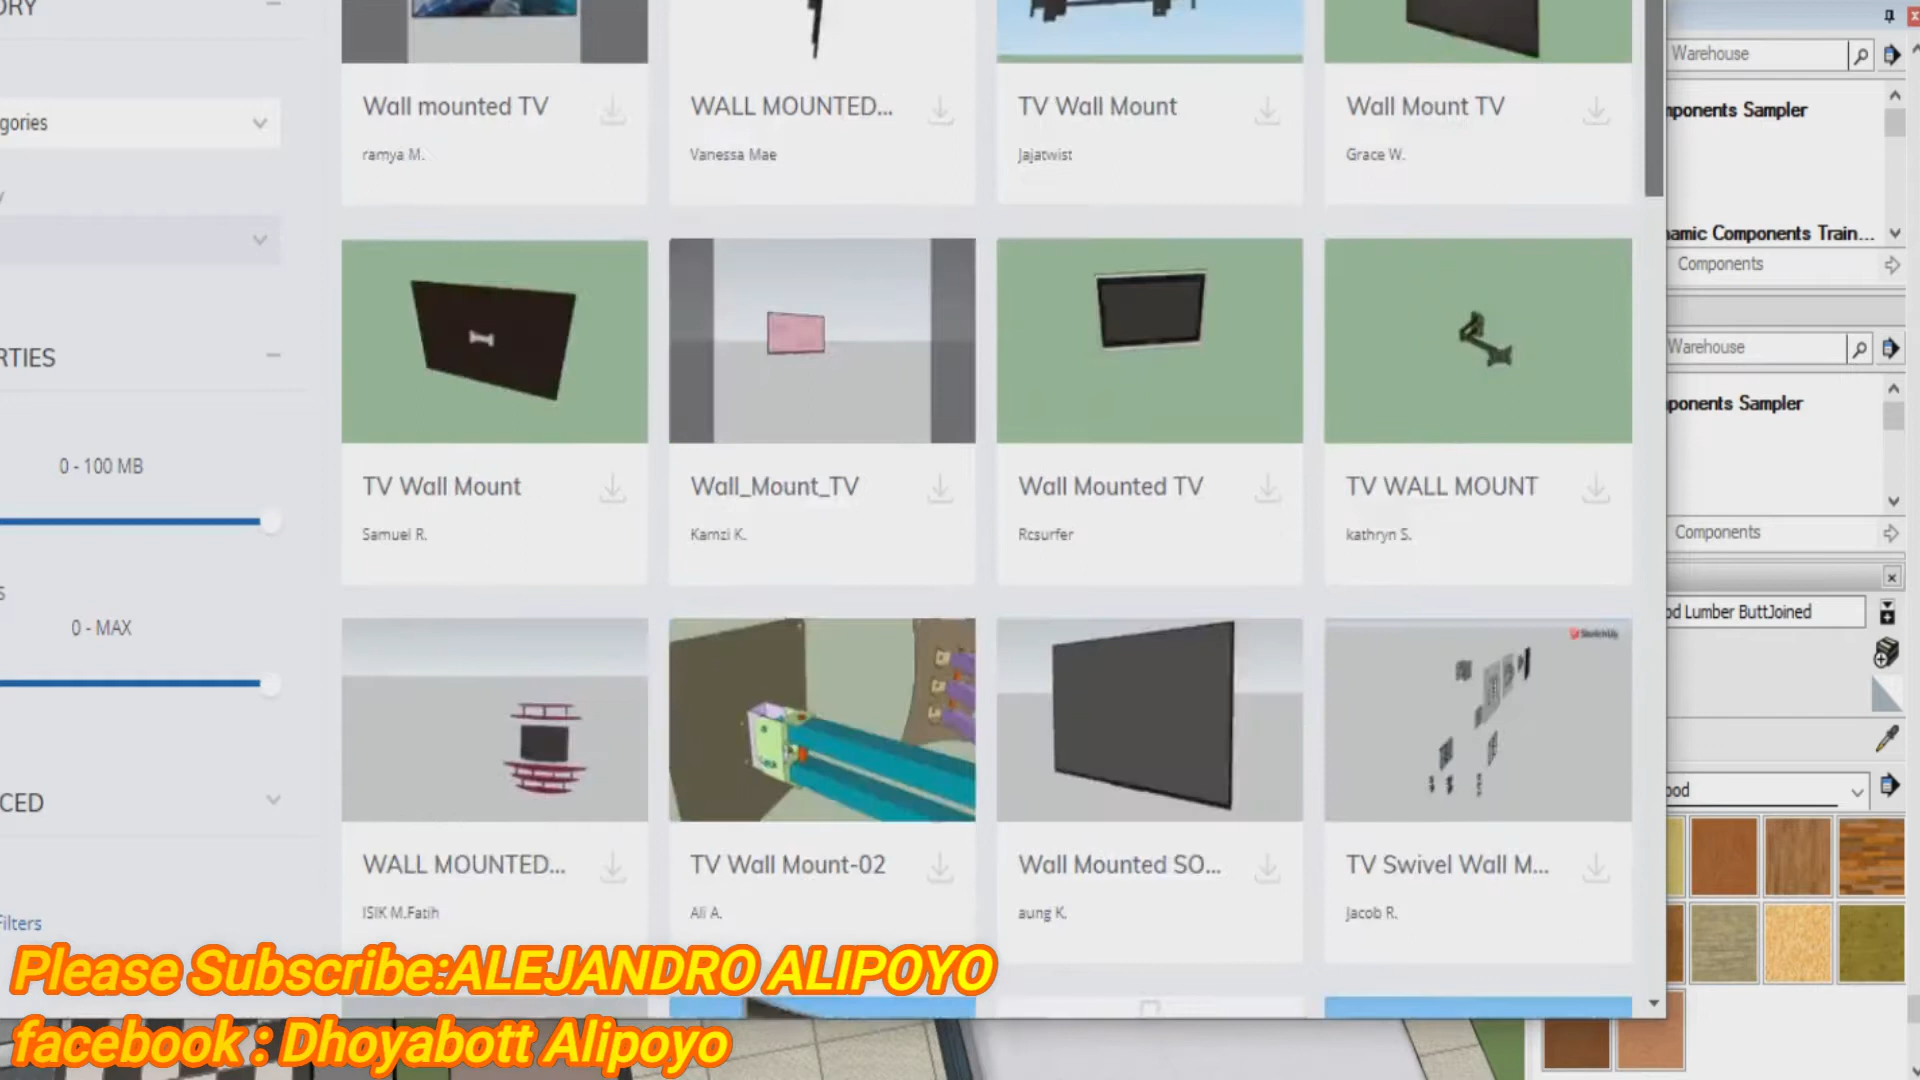 ORY
gories
y
RTIES
0 - 100 MB
s
0 - MAX
CED
Filters
Wall mounted TV
ramya M.
WALL MOUNTED...
Vanessa Mae
TV Wall Mount
Jajatwist
Wall Mount TV
Grace W.
TV Wall Mount
Samuel R.
Wall_Mount_TV
Kamzi K.
Wall Mounted TV
Rcsurfer
TV WALL MOUNT
kathryn S.
SketchUp
WALL MOUNTED...
ISIK M.Fatih
TV Wall Mount-02
Ali A.
Wall Mounted SO...
aung K.
TV Swivel Wall M...
Jacob R.
Warehouse
mponents Sampler
namic Components Train...
Components
Warehouse
ponents Sampler
Components
od Lumber ButtJoined
ood
Please Subscribe:ALEJANDRO ALIPOYO
facebook : Dhoyabott Alipoyo